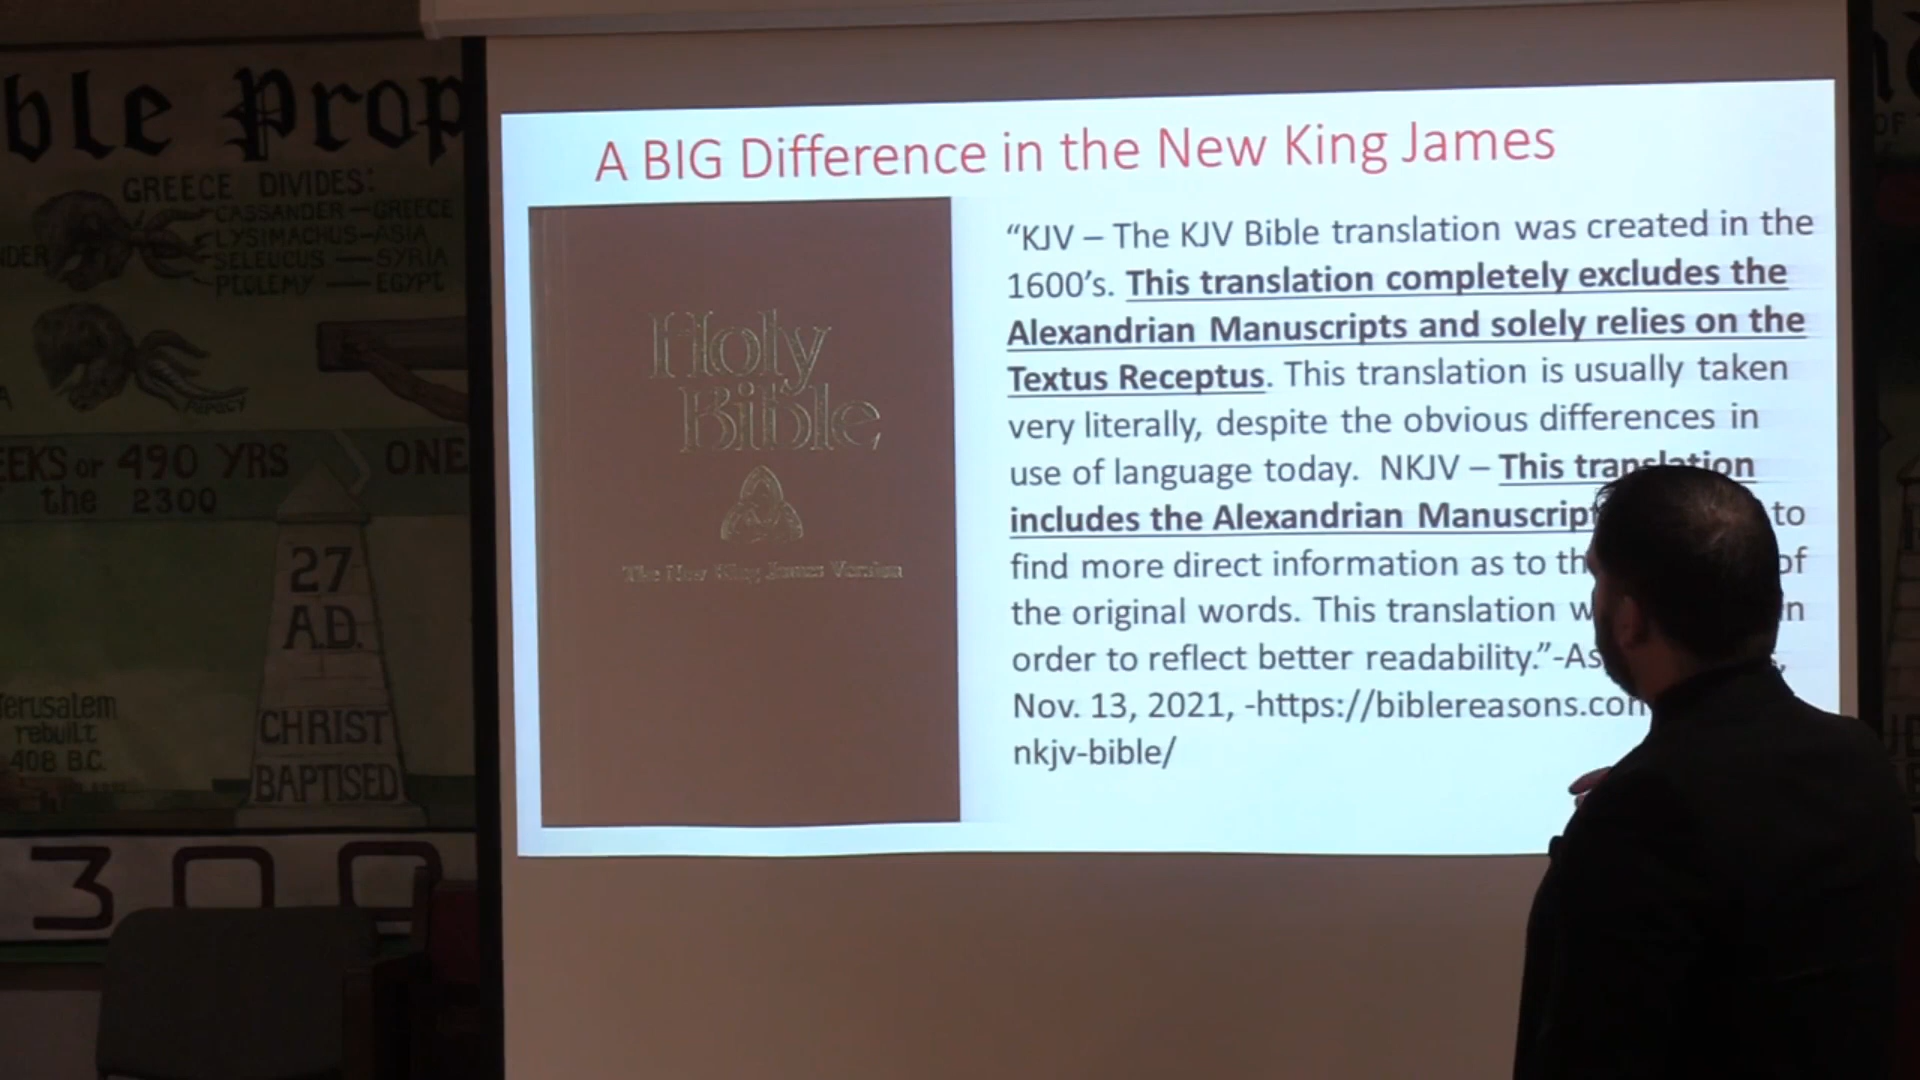 ble Prop
GREECE DIVIDES:
CASSANDER — GREECE
LYSIMACHUS — ASIA
SELEUCUS — SYRIA
PTOLEMY — EGYPT
EEKS or 490 YRS
the 2300
ONE
27
A.D.
CHRIST
BAPTISED
Jerusalem
rebuilt
408 B.C.
300
A BIG Difference in the New King James
Holy
Bible
The New King James Version
“KJV – The KJV Bible translation was created in the
1600’s. This translation completely excludes the
Alexandrian Manuscripts and solely relies on the
Textus Receptus. This translation is usually taken
very literally, despite the obvious differences in
use of language today. NKJV – This translation
includes the Alexandrian Manuscrip to
find more direct information as to th of
the original words. This translation w n
order to reflect better readability.”-As
Nov. 13, 2021, -https://biblereasons.com
nkjv-bible/